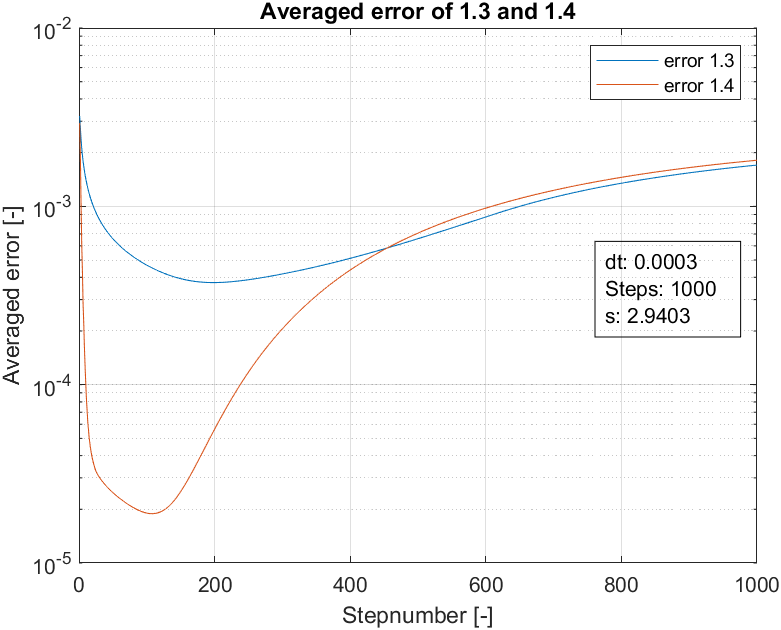 Averaged error of 1.3 and 1.4
10-2
error 1.3
error 1.4
10-3
Averaged error [-]
dt: 0.0003
Steps: 1000
s: 2.9403
10-4
10-5
0 200 400 600 800 1000
Stepnumber [-]